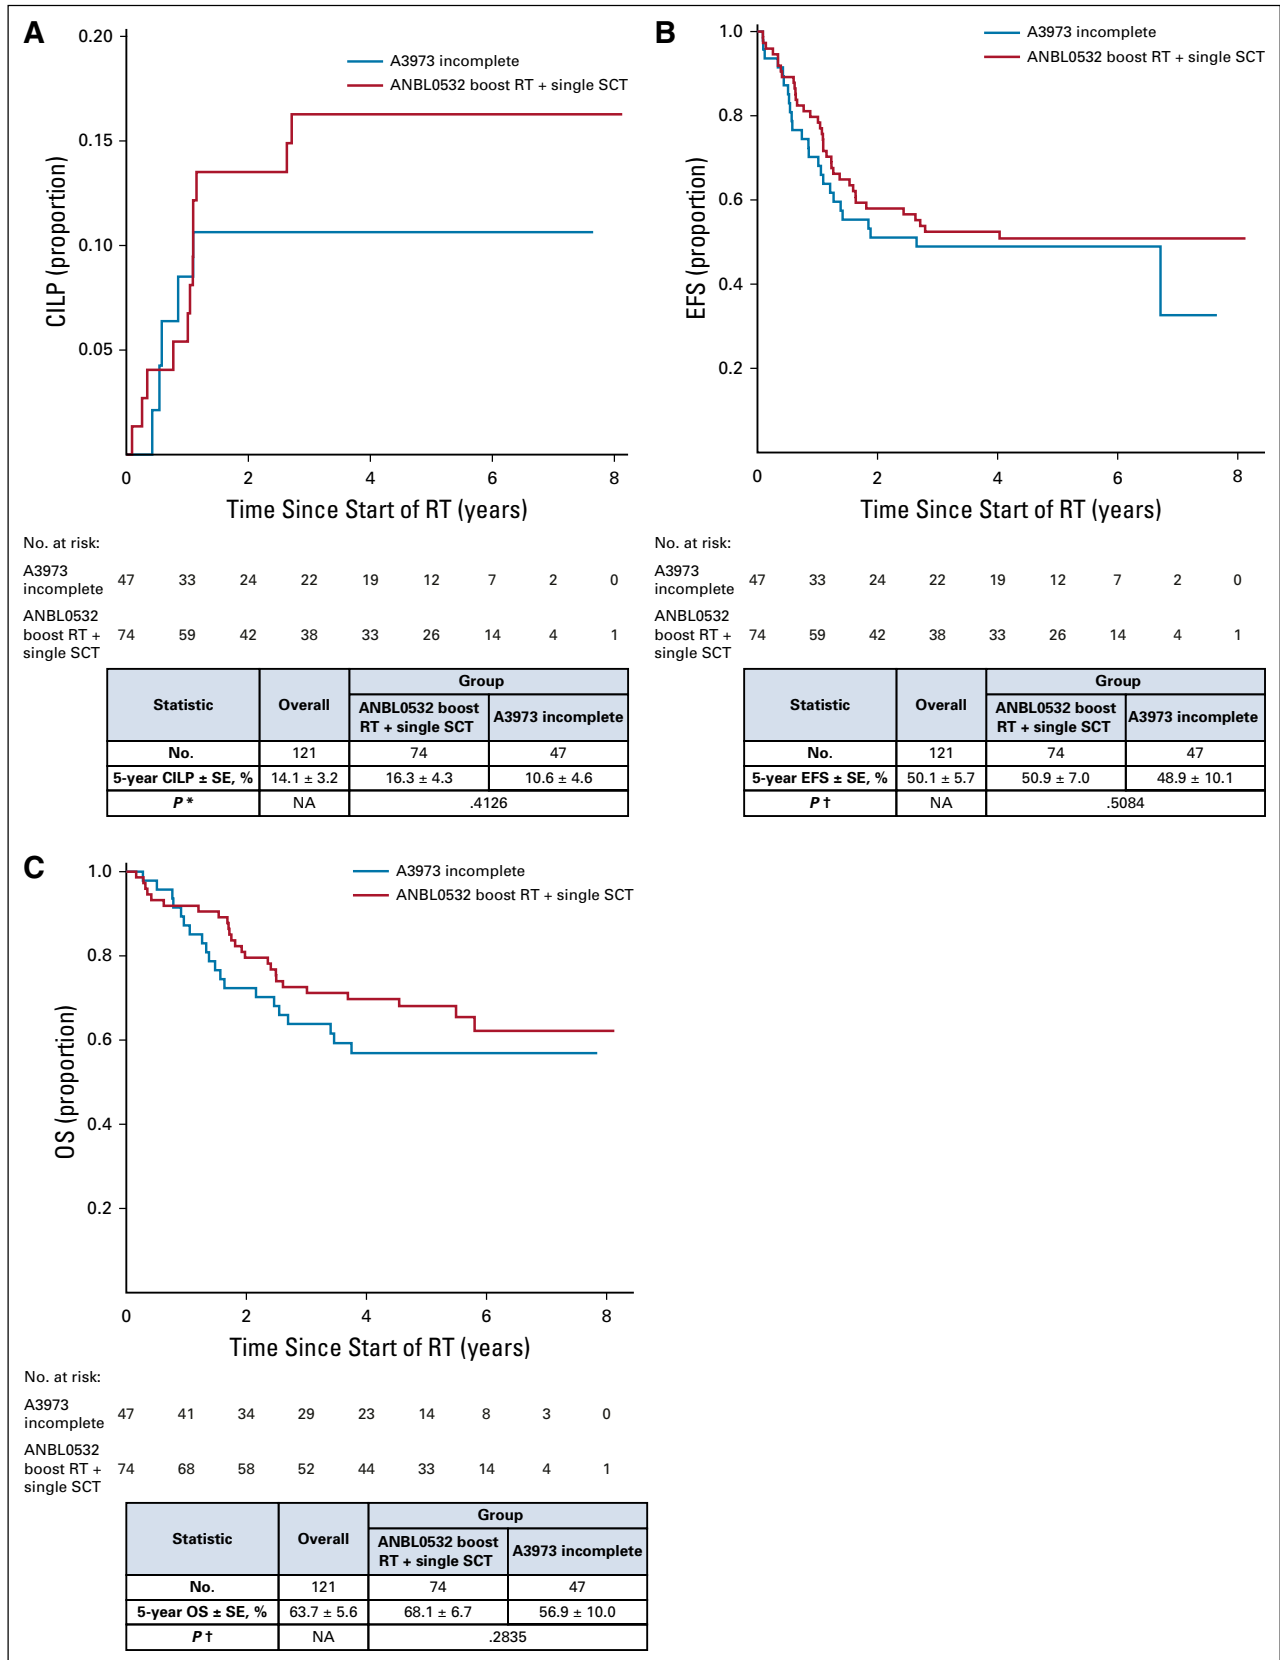 A
0.20
0.15
0.10
0.05
CILP (proportion)
A3973 incomplete
ANBL0532 boost RT + single SCT
0 2 4 6 8
Time Since Start of RT (years)
No. at risk:
A3973
incomplete 47 33 24 22 19 12 7 2 0
ANBL0532
boost RT + 74 59 42 38 33 26 14 4 1
single SCT
Statistic Overall Group
ANBL0532 boost
RT + single SCT A3973 incomplete
No. 121 74 47
5-year CILP ± SE, % 14.1 ± 3.2 16.3 ± 4.3 10.6 ± 4.6
P * NA .4126
B
1.0
0.8
0.6
0.4
0.2
EFS (proportion)
A3973 incomplete
ANBL0532 boost RT + single SCT
0 2 4 6 8
Time Since Start of RT (years)
No. at risk:
A3973
incomplete 47 33 24 22 19 12 7 2 0
ANBL0532
boost RT + 74 59 42 38 33 26 14 4 1
single SCT
Statistic Overall Group
ANBL0532 boost
RT + single SCT A3973 incomplete
No. 121 74 47
5-year EFS ± SE, % 50.1 ± 5.7 50.9 ± 7.0 48.9 ± 10.1
P † NA .5084
C
1.0
0.8
0.6
0.4
0.2
OS (proportion)
A3973 incomplete
ANBL0532 boost RT + single SCT
0 2 4 6 8
Time Since Start of RT (years)
No. at risk:
A3973
incomplete 47 41 34 29 23 14 8 3 0
ANBL0532
boost RT + 74 68 58 52 44 33 14 4 1
single SCT
Statistic Overall Group
ANBL0532 boost
RT + single SCT A3973 incomplete
No. 121 74 47
5-year OS ± SE, % 63.7 ± 5.6 68.1 ± 6.7 56.9 ± 10.0
P † NA .2835